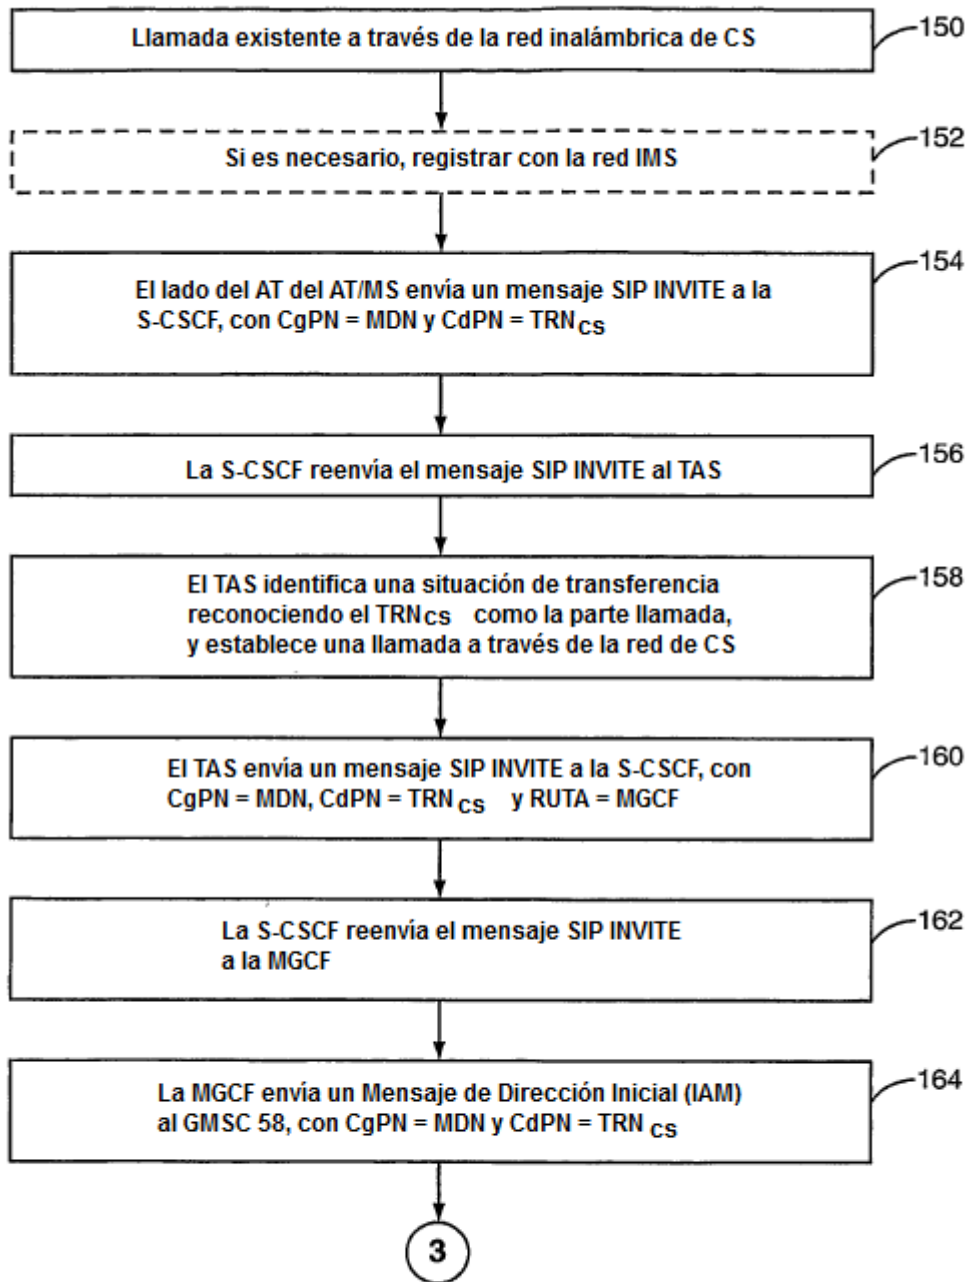 Llamada existente a través de la red inalámbrica de CS
150
Si es necesario, registrar con la red IMS
152
El lado del AT del AT/MS envía un mensaje SIP INVITE a la
S-CSCF, con CgPN = MDN y CdPN = TRN CS
154
La S-CSCF reenvía el mensaje SIP INVITE al TAS
156
El TAS identifica una situación de transferencia
reconociendo el TRN CS como la parte llamada,
y establece una llamada a través de la red de CS
158
El TAS envía un mensaje SIP INVITE a la S-CSCF, con
CgPN = MDN, CdPN = TRN CS y RUTA = MGCF
160
La S-CSCF reenvía el mensaje SIP INVITE
a la MGCF
162
La MGCF envía un Mensaje de Dirección Inicial (IAM)
al GMSC 58, con CgPN = MDN y CdPN = TRN CS
164
3